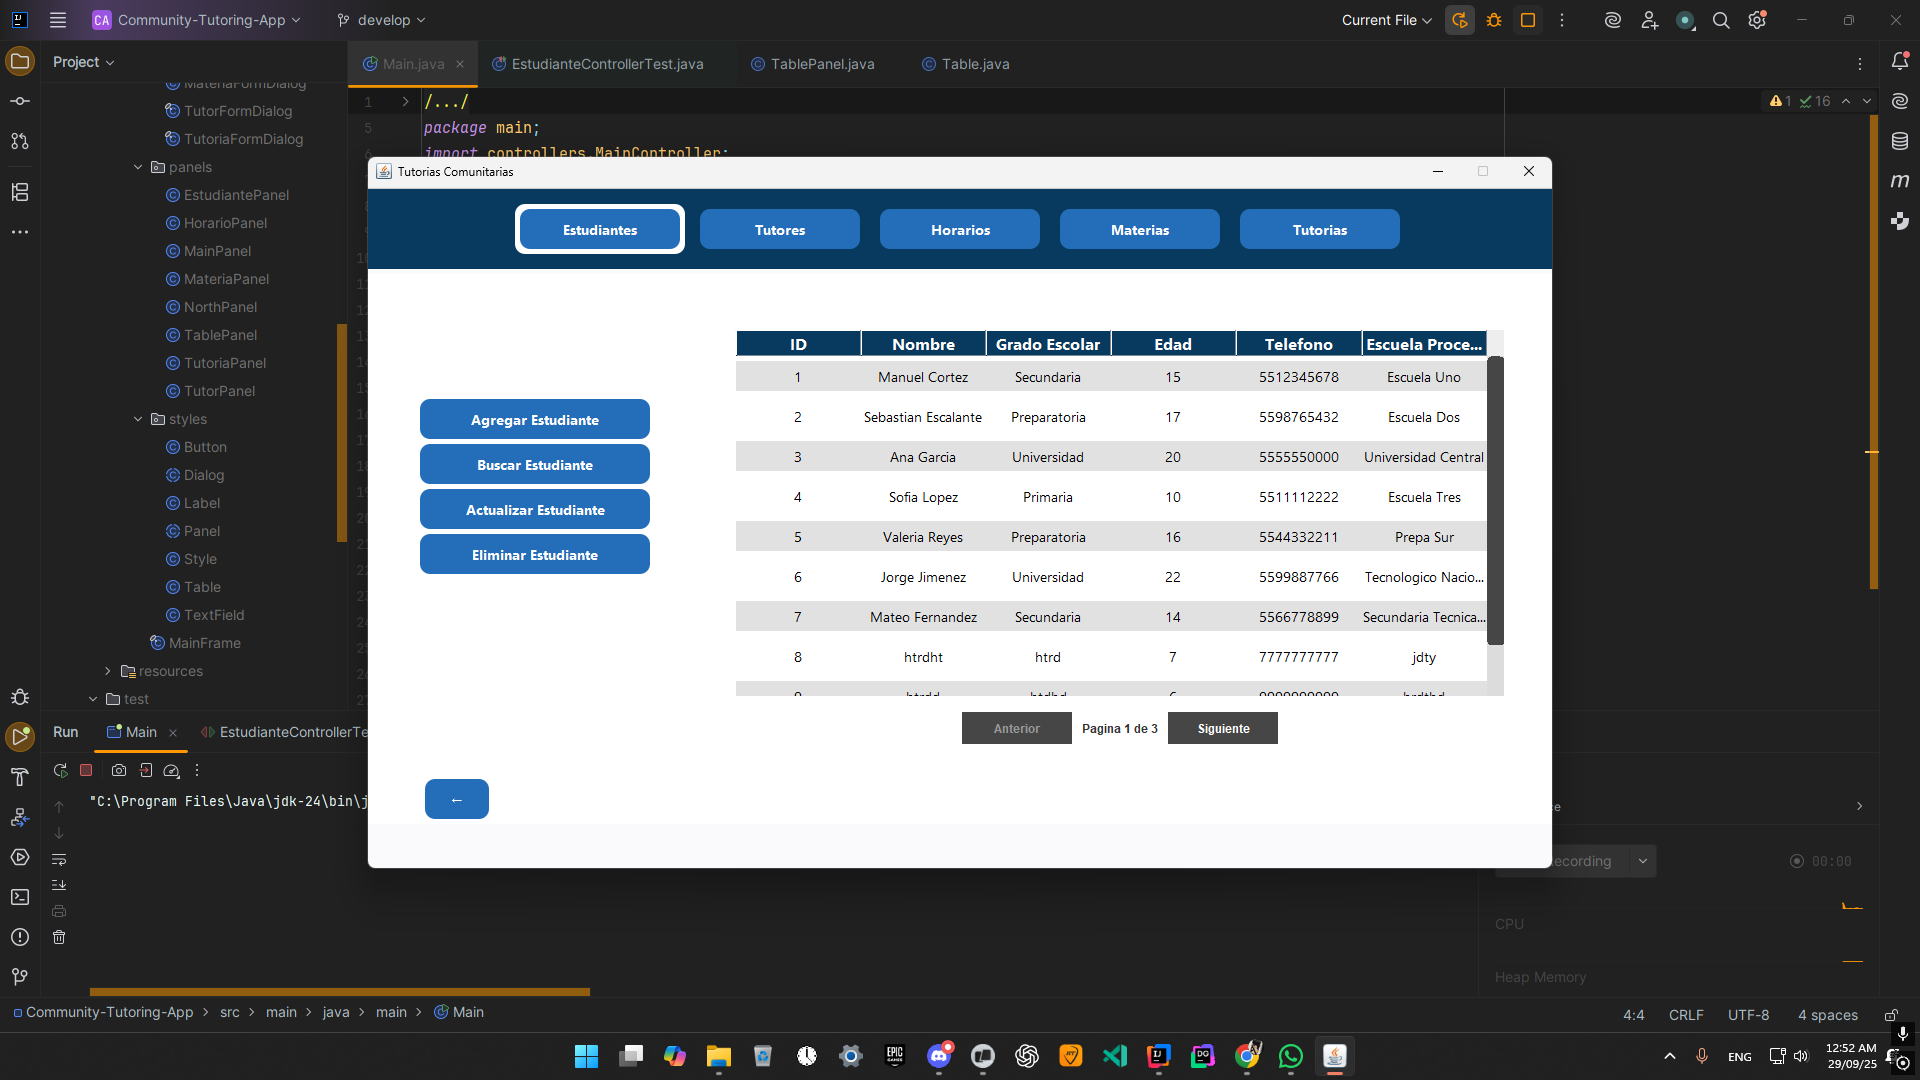 CA Community-Tutoring-App
develop
Current File
Project
Main.java
EstudianteControllerTest.java
TablePanel.java
Table.java
MateriaFormDialog
TutorFormDialog
TutoriaFormDialog
panels
EstudiantePanel
HorarioPanel
MainPanel
MateriaPanel
NorthPanel
TablePanel
TutoriaPanel
TutorPanel
styles
Button
Dialog
Label
Panel
Style
Table
TextField
MainFrame
resources
test
1 /.../
5 package main;
6 import controllers.MainController;
1 16
Tutorias Comunitarias
Estudiantes Tutores Horarios Materias Tutorias
Agregar Estudiante
Buscar Estudiante
Actualizar Estudiante
Eliminar Estudiante
ID Nombre Grado Escolar Edad Telefono Escuela Proce...
1 Manuel Cortez Secundaria 15 5512345678 Escuela Uno
2 Sebastian Escalante Preparatoria 17 5598765432 Escuela Dos
3 Ana Garcia Universidad 20 5555550000 Universidad Central
4 Sofia Lopez Primaria 10 5511112222 Escuela Tres
5 Valeria Reyes Preparatoria 16 5544332211 Prepa Sur
6 Jorge Jimenez Universidad 22 5599887766 Tecnologico Nacio...
7 Mateo Fernandez Secundaria 14 5566778899 Secundaria Tecnica...
8 htrdht htrd 7 7777777777 jdty
Anterior Pagina 1 de 3 Siguiente
←
Run Main EstudianteControllerTe
"C:\Program Files\Java\jdk-24\bin\j
ce
ecording
00:00
CPU
Heap Memory
Community-Tutoring-App > src > main > java > main > Main
4:4 CRLF UTF-8 4 spaces
EPIC GAMES
ENG
12:52 AM
29/09/25